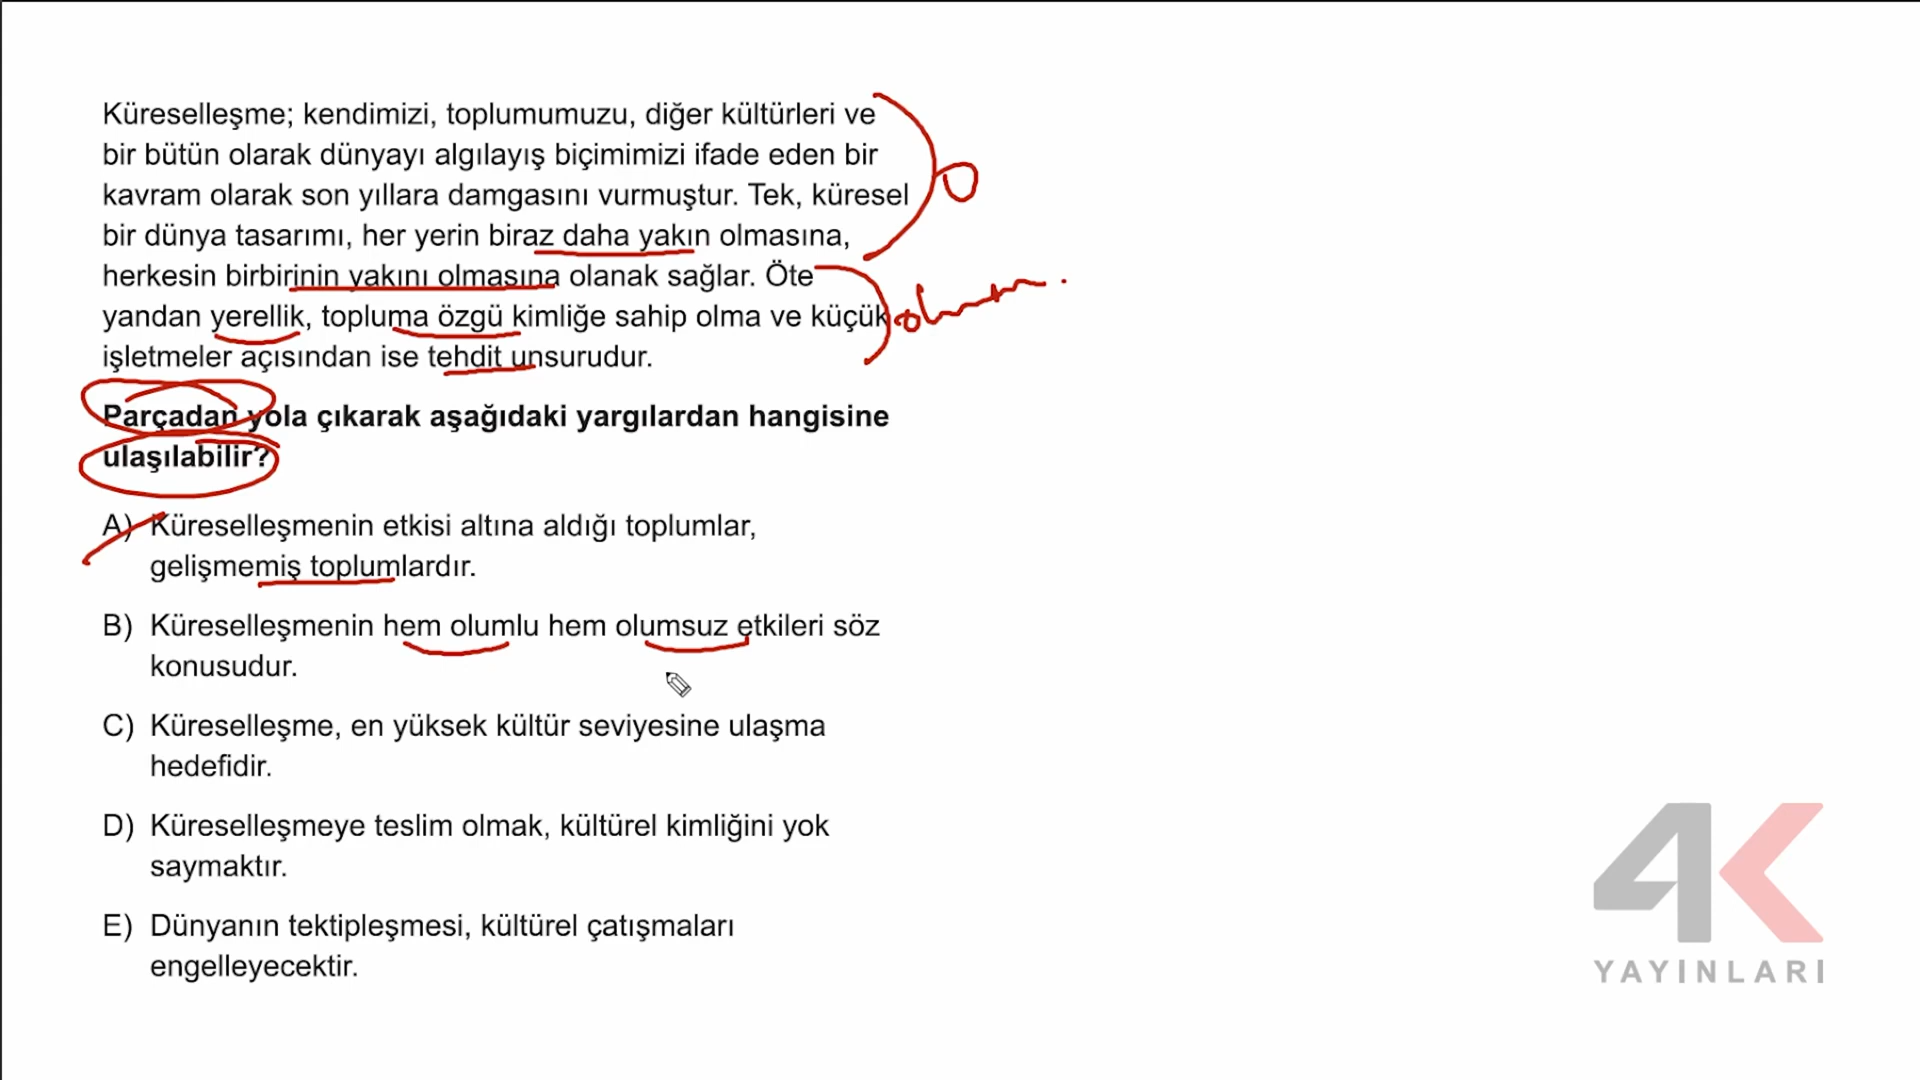 Küreselleşme; kendimizi, toplumumuzu, diğer kültürleri ve
bir bütün olarak dünyayı algılayış biçimimizi ifade eden bir
kavram olarak son yıllara damgasını vurmuştur. Tek, küresel
bir dünya tasarımı, her yerin biraz daha yakın olmasına,
herkesin birbirinin yakını olmasına olanak sağlar. Öte
yandan yerellik, topluma özgü kimliğe sahip olma ve küçük
işletmeler açısından ise tehdit unsurudur.
Parçadan yola çıkarak aşağıdaki yargılardan hangisine
ulaşılabilir?
A) Küreselleşmenin etkisi altına aldığı toplumlar,
gelişmemiş toplumlardır.
B) Küreselleşmenin hem olumlu hem olumsuz etkileri söz
konusudur.
C) Küreselleşme, en yüksek kültür seviyesine ulaşma
hedefidir.
D) Küreselleşmeye teslim olmak, kültürel kimliğini yok
saymaktır.
E) Dünyanın tektipleşmesi, kültürel çatışmaları
engelleyecektir.
4K
YAYINLARI